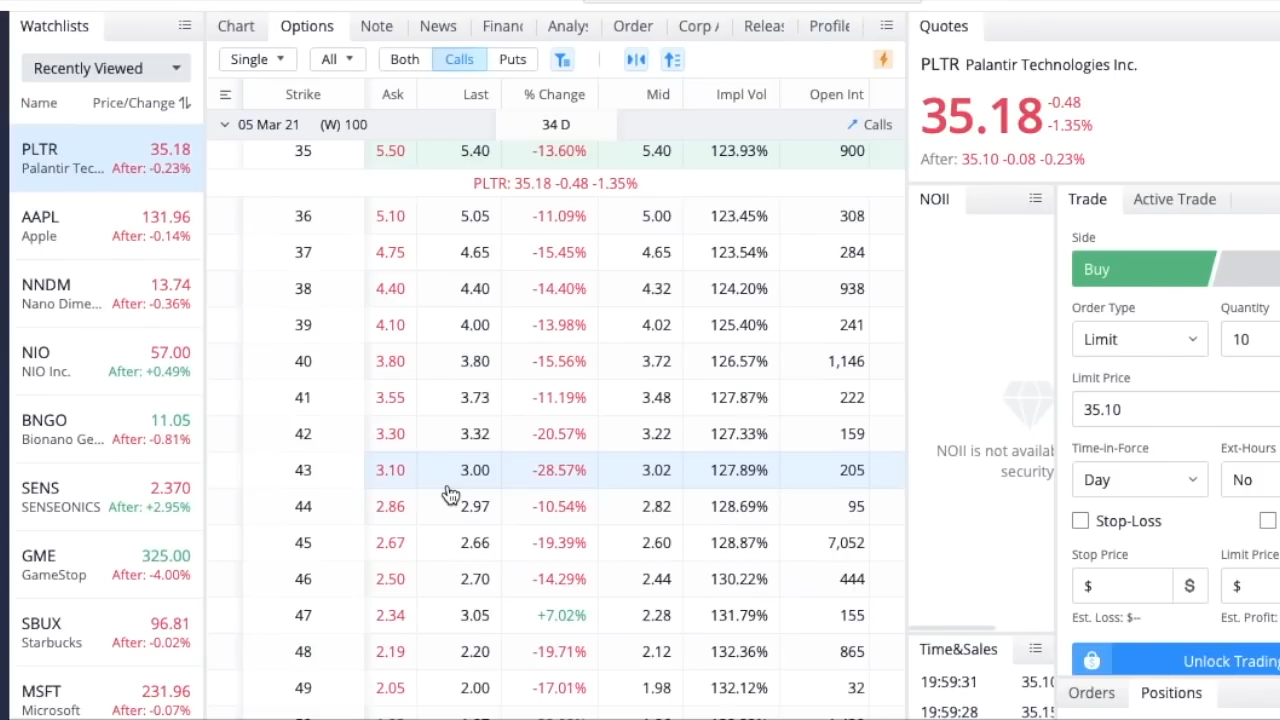 Watchlists
Recently Viewed
Name Price/Change
PLTR 35.18
Palantir Tec... After: -0.23%
AAPL 131.96
Apple After: -0.14%
NNDM 13.74
Nano Dime... After: -0.36%
NIO 57.00
NIO Inc. After: +0.49%
BNGO 11.05
Bionano Ge... After: -0.81%
SENS 2.370
SENSEONICS After: +2.95%
GME 325.00
GameStop After: -4.00%
SBUX 96.81
Starbucks After: -0.02%
MSFT 231.96
Microsoft After: -0.07%
Chart Options Note News Financ Analy Order Corp Releas Profile
Single All Both Calls Puts
Strike Ask Last % Change Mid Impl Vol Open Int
05 Mar 21 (W) 100 34 D Calls
35 5.50 5.40 -13.60% 5.40 123.93% 900
PLTR: 35.18 -0.48 -1.35%
36 5.10 5.05 -11.09% 5.00 123.45% 308
37 4.75 4.65 -15.45% 4.65 123.54% 284
38 4.40 4.40 -14.40% 4.32 124.20% 938
39 4.10 4.00 -13.98% 4.02 125.40% 241
40 3.80 3.80 -15.56% 3.72 126.57% 1,146
41 3.55 3.73 -11.19% 3.48 127.87% 222
42 3.30 3.32 -20.57% 3.22 127.33% 159
43 3.10 3.00 -28.57% 3.02 127.89% 205
44 2.86 2.97 -10.54% 2.82 128.69% 95
45 2.67 2.66 -19.39% 2.60 128.87% 7,052
46 2.50 2.70 -14.29% 2.44 130.22% 444
47 2.34 3.05 +7.02% 2.28 131.79% 155
48 2.19 2.20 -19.71% 2.12 132.36% 865
49 2.05 2.00 -17.01% 1.98 132.12% 32
Quotes
PLTR Palantir Technologies Inc.
35.18 -0.48
-1.35%
After: 35.10 -0.08 -0.23%
NOII
NOII is not availab
security
Time&Sales
19:59:31 35.10
19:59:28 35.15
Trade Active Trade
Side
Buy
Order Type Quantity
Limit 10
Limit Price
35.10
Time-in-Force Ext-Hours
Day No
Stop-Loss
Stop Price Limit Price
$ $ $
Est. Loss: $-- Est. Profit:
Unlock Trading
Orders Positions